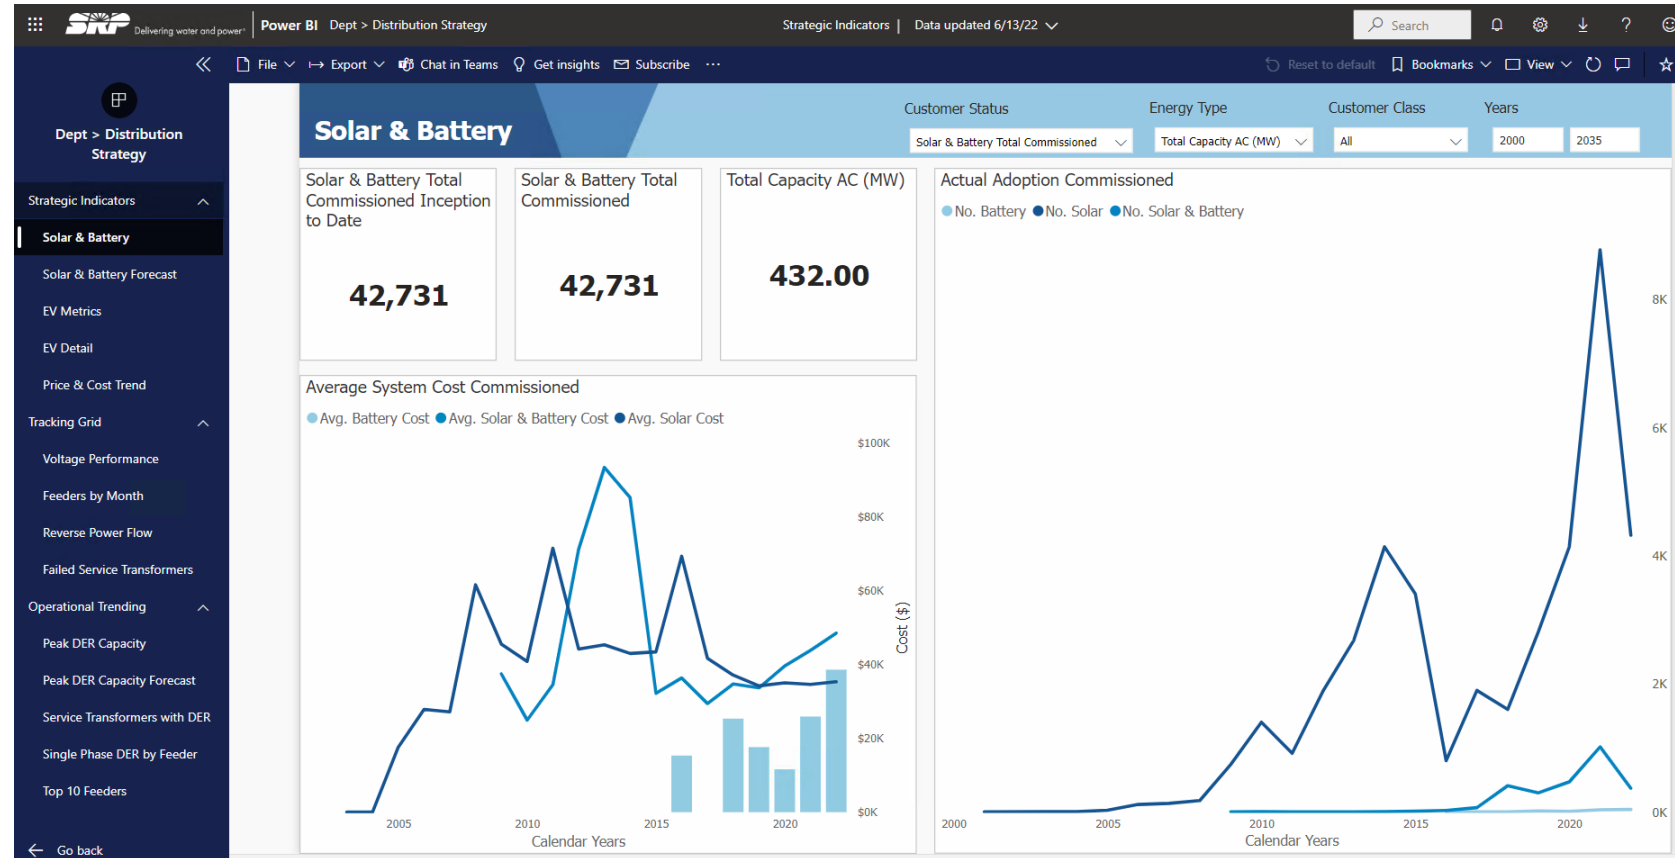 SRP Delivering water and power Power BI Dept > Distribution Strategy Strategic Indicators | Data updated 6/13/22 Search
File Export Chat in Teams Get insights Subscribe ... Reset to default Bookmarks View
Dept > Distribution
Strategy
Strategic Indicators
Solar & Battery
Solar & Battery Forecast
EV Metrics
EV Detail
Price & Cost Trend
Tracking Grid
Voltage Performance
Feeders by Month
Reverse Power Flow
Failed Service Transformers
Operational Trending
Peak DER Capacity
Peak DER Capacity Forecast
Service Transformers with DER
Single Phase DER by Feeder
Top 10 Feeders
Go back
Solar & Battery
Customer Status Energy Type Customer Class Years
Solar & Battery Total Commissioned Total Capacity AC (MW) All 2000 2035
Solar & Battery Total
Commissioned Inception
to Date
42,731
Solar & Battery Total
Commissioned
42,731
Total Capacity AC (MW)
432.00
Average System Cost Commissioned
Avg. Battery Cost Avg. Solar & Battery Cost Avg. Solar Cost
$100K
$80K
$60K
$40K
$20K
$0K
Cost ($)
2005 2010 2015 2020
Calendar Years
Actual Adoption Commissioned
No. Battery No. Solar No. Solar & Battery
8K
6K
4K
2K
0K
2000 2005 2010 2015 2020
Calendar Years